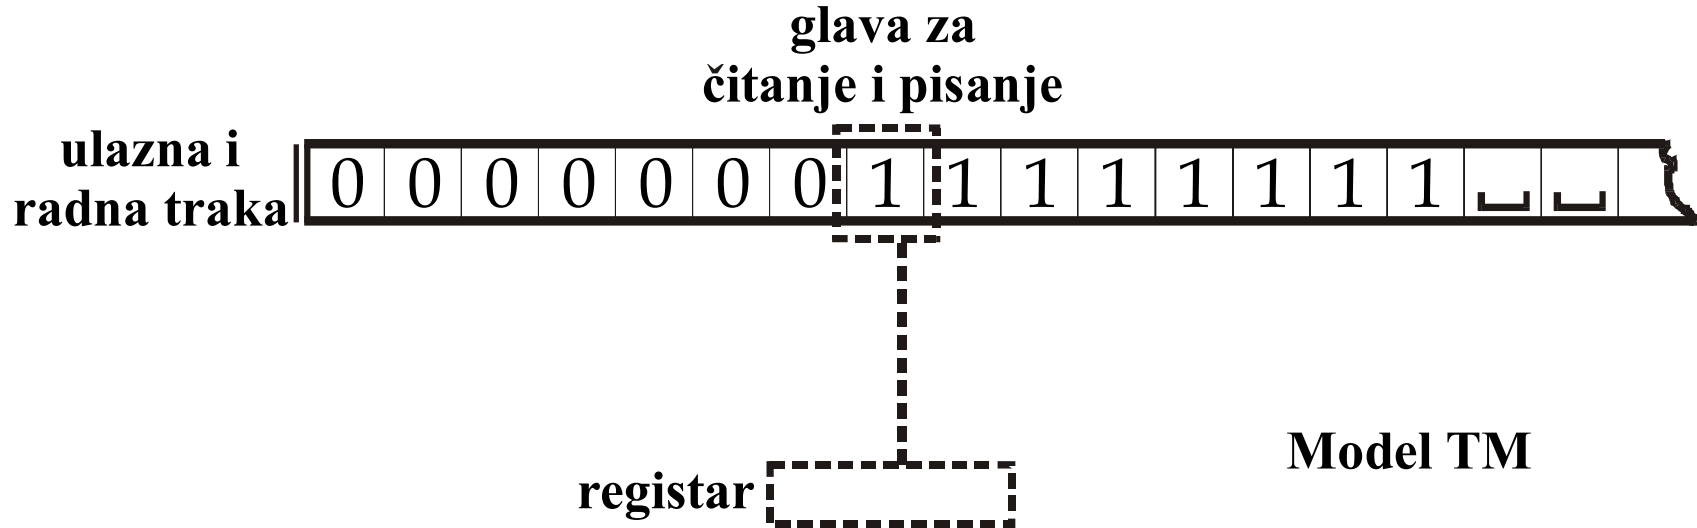 glava za
čitanje i pisanje
ulazna i
radna traka
0 0 0 0 0 0 0 1 1 1 1 1 1 1 1 ␣ ␣
registar
Model TM